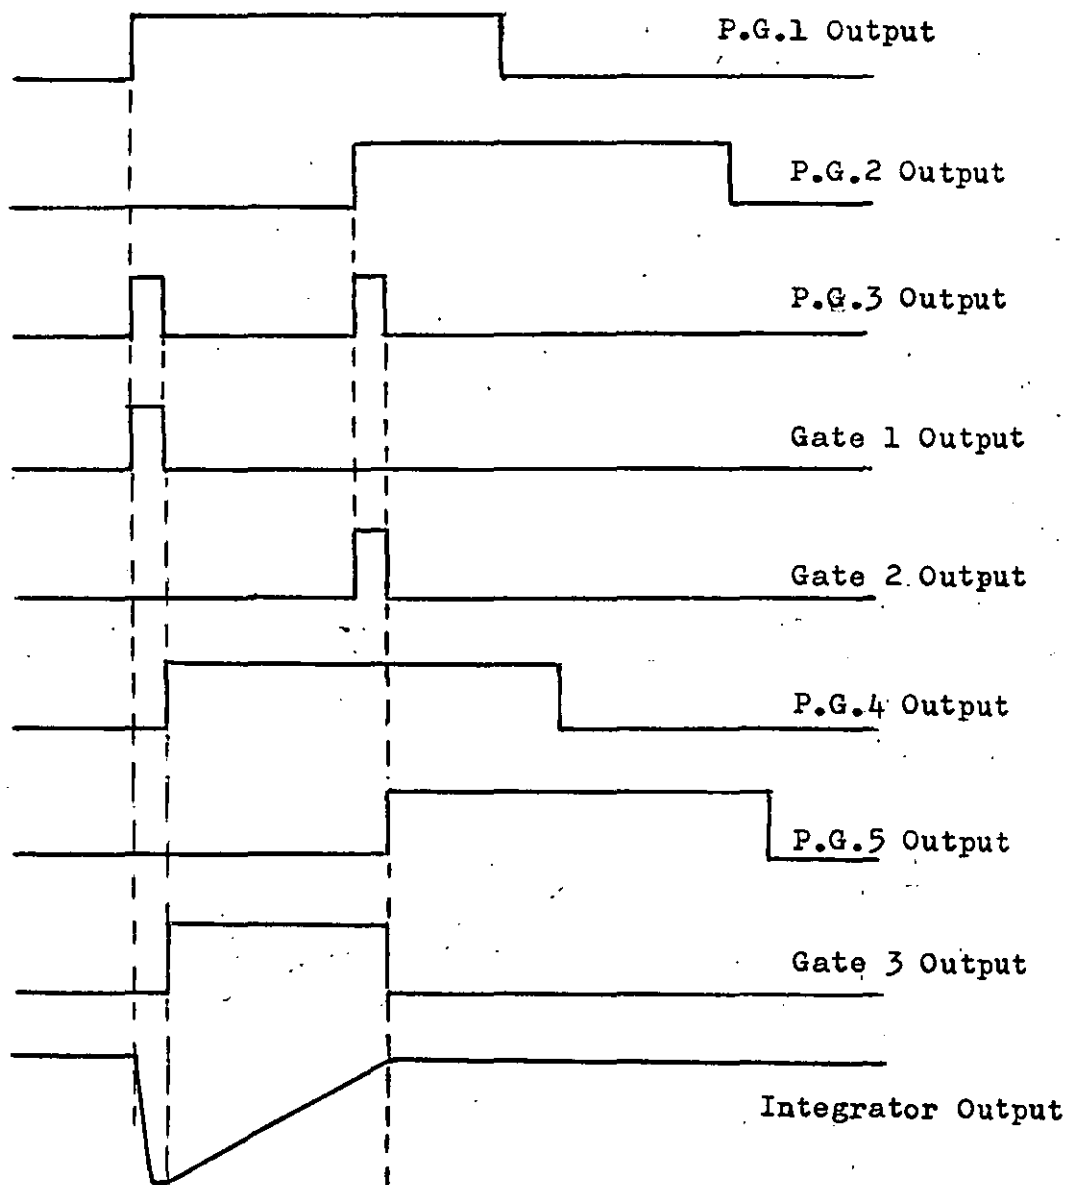 P.G.1 Output
P.G.2 Output
P.G.3 Output
Gate 1 Output
Gate 2 Output
P.G.4 Output
P.G.5 Output
Gate 3 Output
Integrator Output